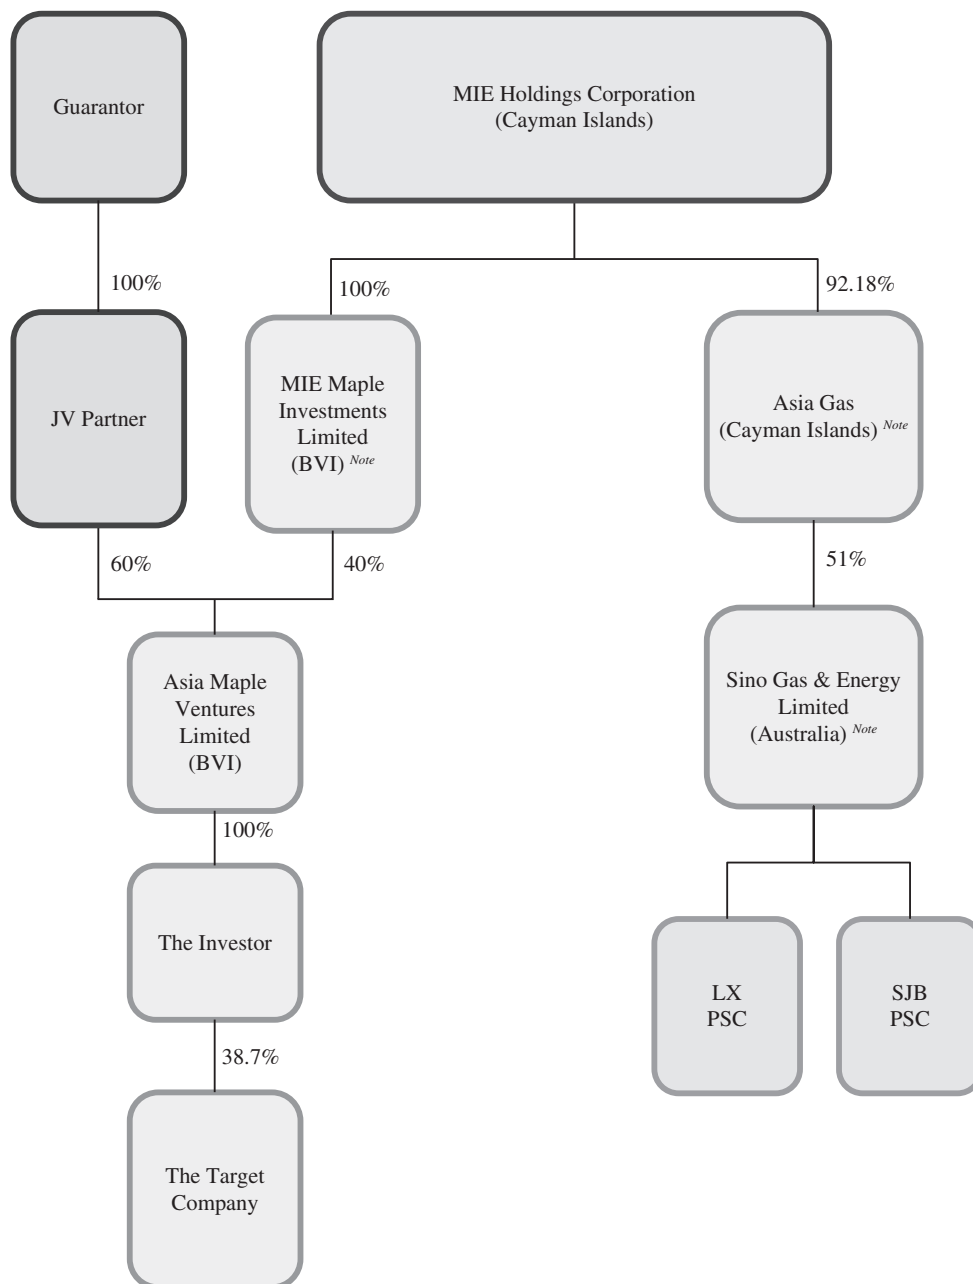 Guarantor
MIE Holdings Corporation
(Cayman Islands)
100%
100%
92.18%
JV Partner
MIE Maple
Investments
Limited
(BVI) Note
Asia Gas
(Cayman Islands) Note
60%
40%
51%
Asia Maple
Ventures
Limited
(BVI)
Sino Gas & Energy
Limited
(Australia) Note
100%
The Investor
LX
PSC
SJB
PSC
38.7%
The Target
Company